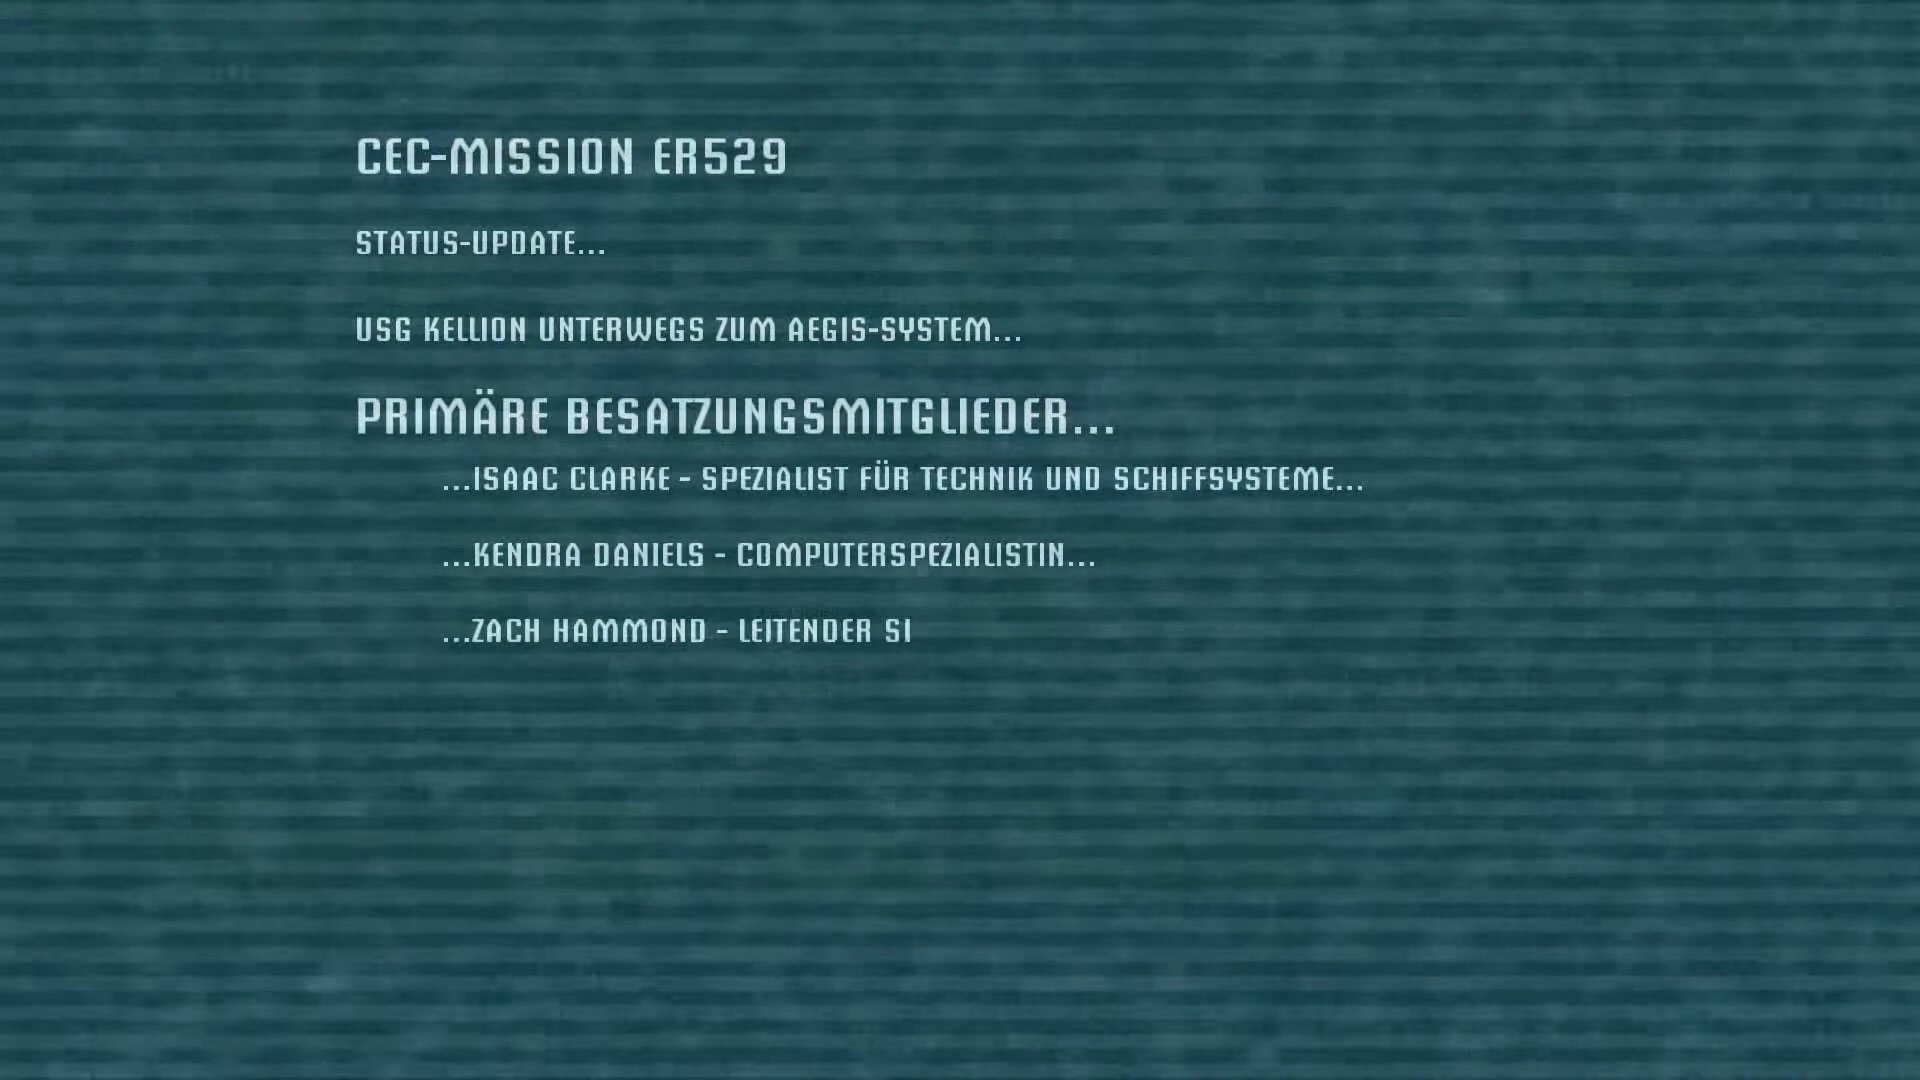 CEC-MISSION ER529
STATUS-UPDATE...
USG KELLION UNTERWEGS ZUM AEGIS-SYSTEM...
PRIMÄRE BESATZUNGSMITGLIEDER...
...ISAAC CLARKE - SPEZIALIST FÜR TECHNIK UND SCHIFFSYSTEME...
...KENDRA DANIELS - COMPUTERSPEZIALISTIN...
...ZACH HAMMOND - LEITENDER SI